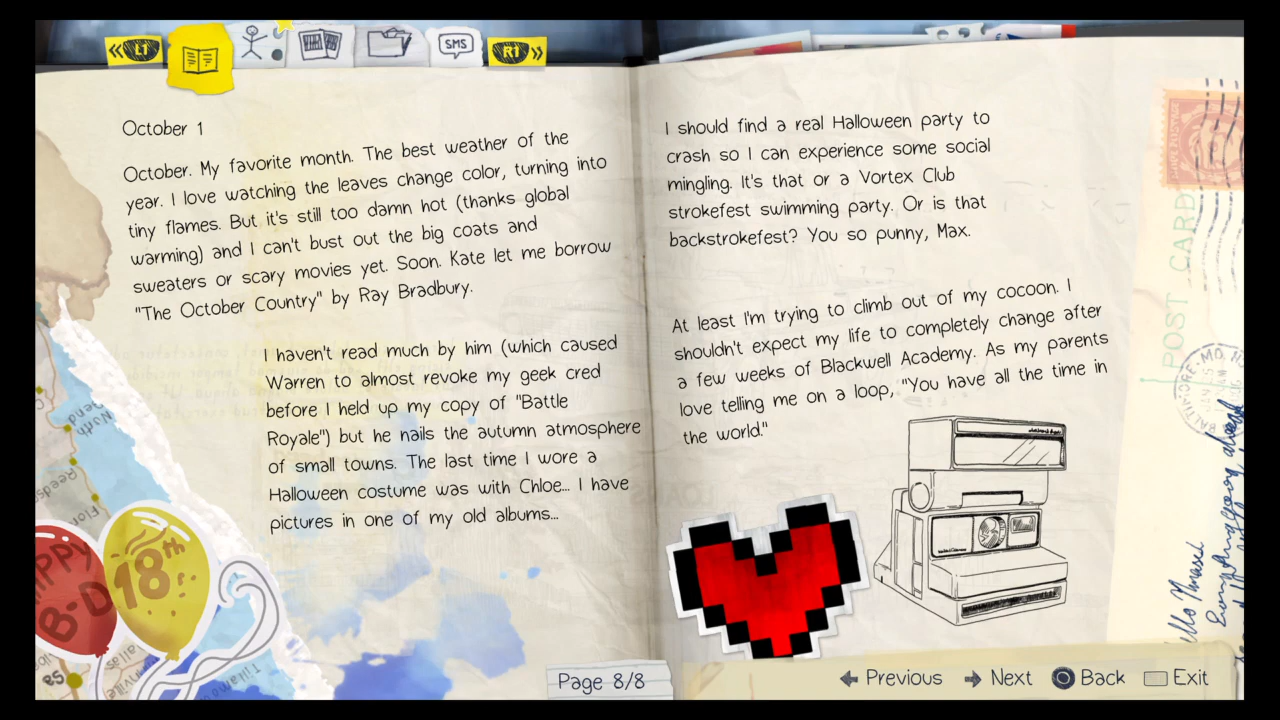 L1
SMS
R1
October 1
October. My favorite month. The best weather of the
year. I love watching the leaves change color, turning into
tiny flames. But it's still too damn hot (thanks global
warming) and I can't bust out the big coats and
sweaters or scary movies yet. Soon. Kate let me borrow
"The October Country" by Ray Bradbury.
I haven't read much by him (which caused
Warren to almost revoke my geek cred
before I held up my copy of "Battle
Royale") but he nails the autumn atmosphere
of small towns. The last time I wore a
Halloween costume was with Chloe... I have
pictures in one of my old albums...
I should find a real Halloween party to
crash so I can experience some social
mingling. It's that or a Vortex Club
strokefest swimming party. Or is that
backstrokefest? You so punny, Max.
At least I'm trying to climb out of my cocoon. I
shouldn't expect my life to completely change after
a few weeks of Blackwell Academy. As my parents
love telling me on a loop, "You have all the time in
the world."
POST CARD
BALTIMORE, MD
HAPPY
B-D
18th
North
Bend
Page 8/8
Previous
Next
Back
Exit